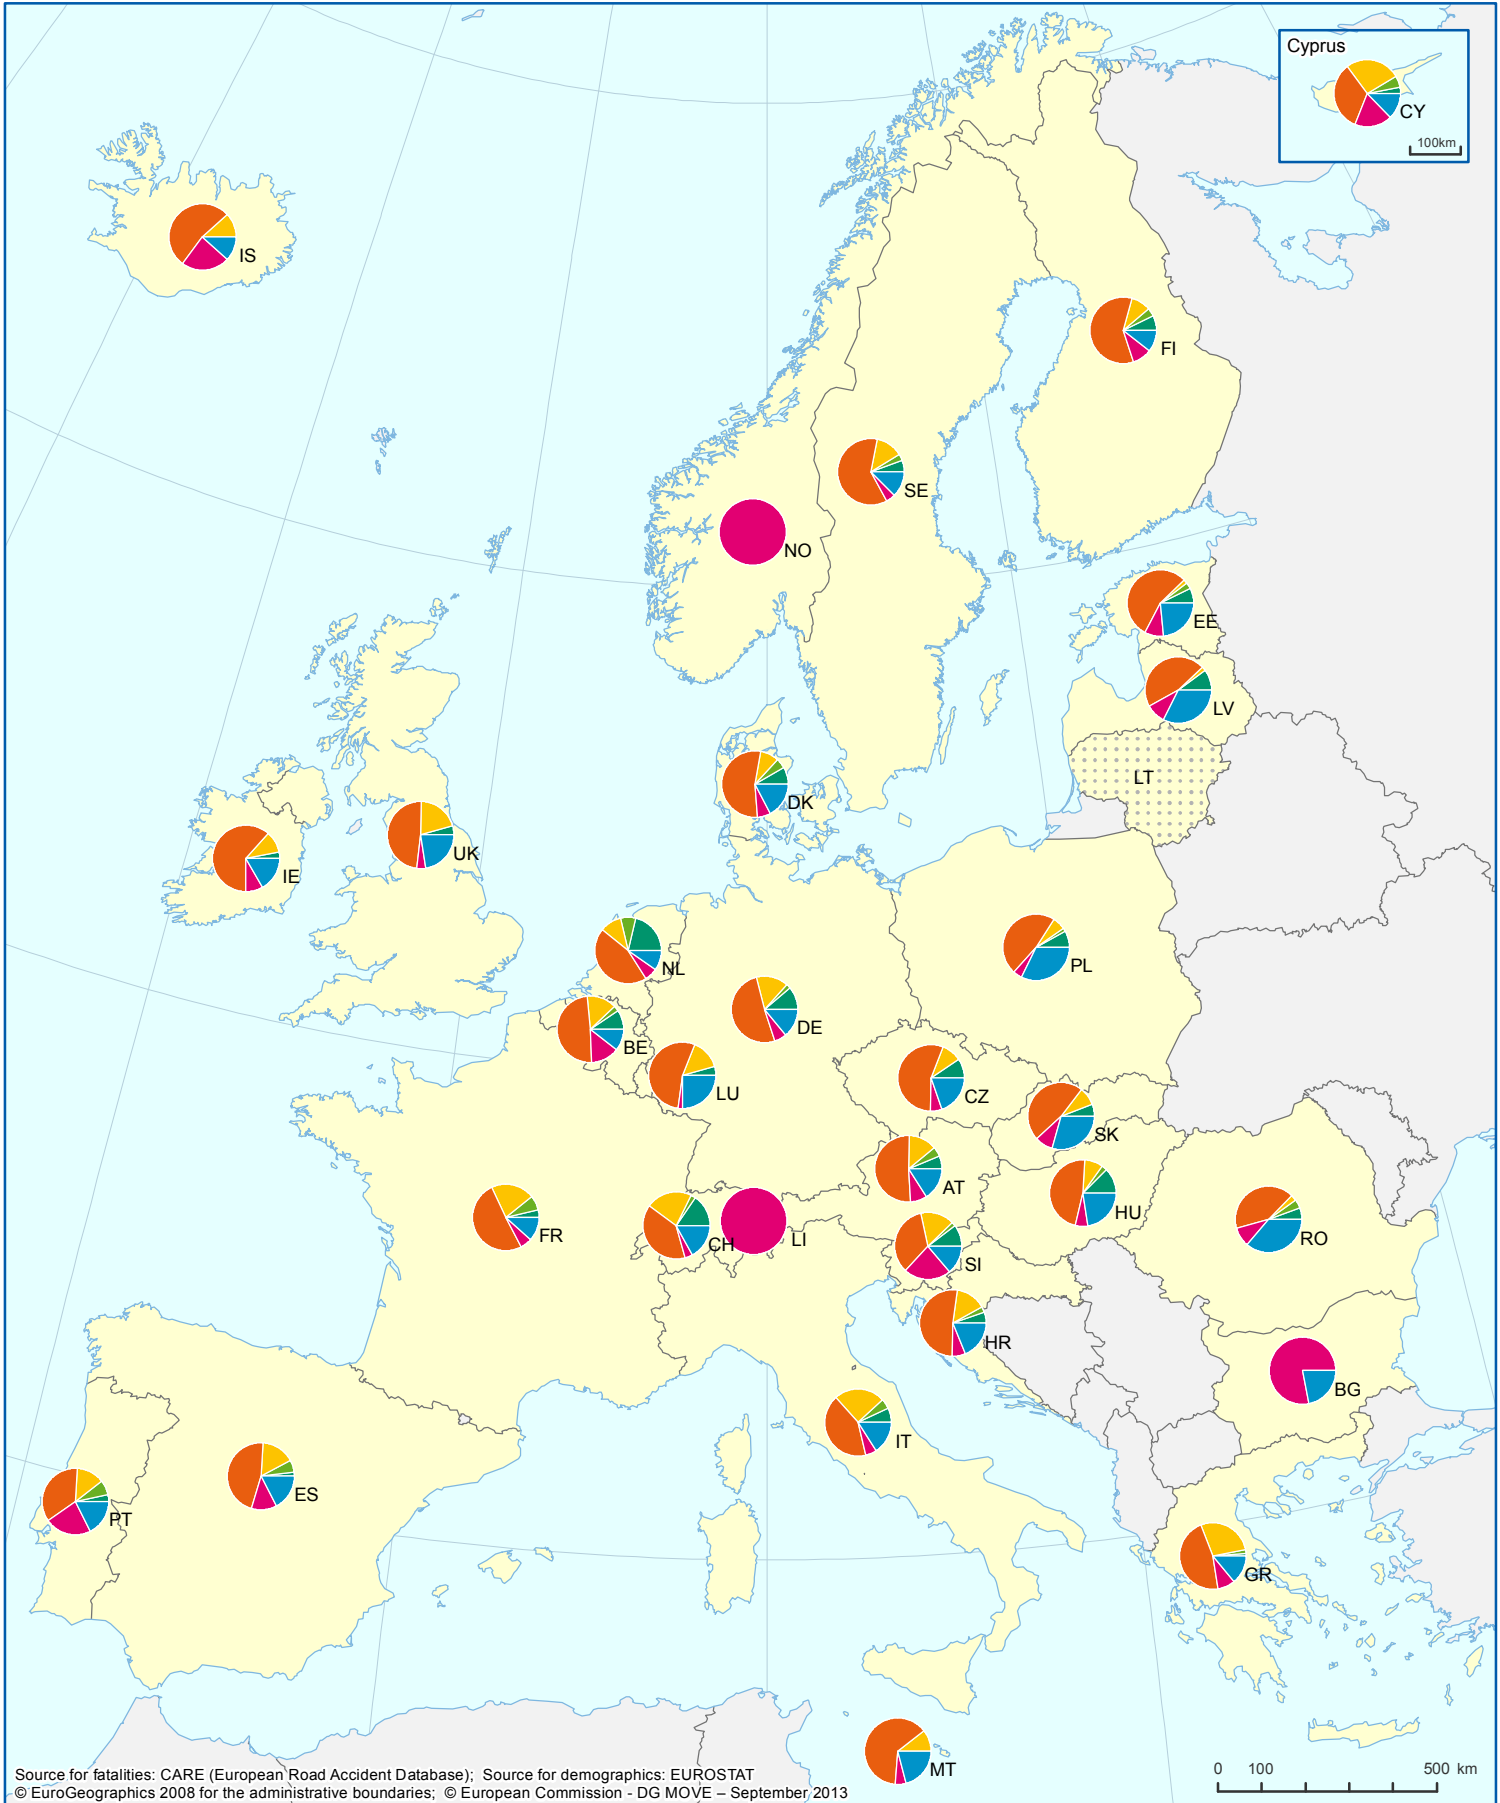 Cyprus
CY
100km
IS
FI
SE
NO
EE
LV
LT
DK
UK
IE
NL
PL
DE
BE
LU
CZ
SK
AT
HU
FR
CH
LI
SI
RO
HR
BG
IT
ES
PT
GR
MT
0 100 500 km
Source for fatalities: CARE (European Road Accident Database); Source for demographics: EUROSTAT
© EuroGeographics 2008 for the administrative boundaries; © European Commission - DG MOVE – September 2013